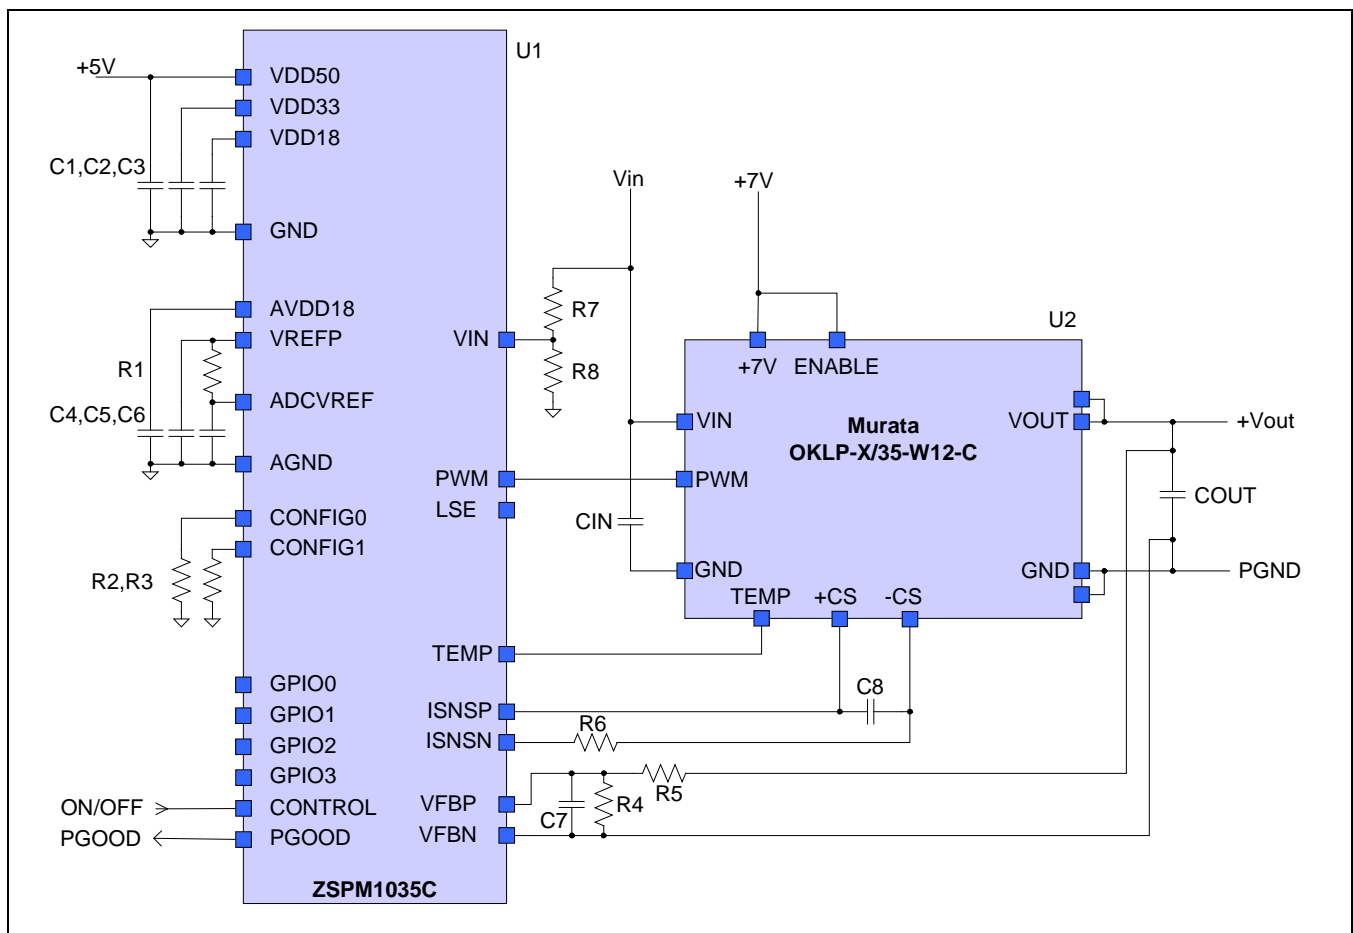 U1
+5V
VDD50
VDD33
VDD18
C1,C2,C3
GND
AVDD18
VREFP
R1
ADCVREF
C4,C5,C6
AGND
CONFIG0
CONFIG1
R2,R3
GPIO0
GPIO1
GPIO2
GPIO3
ON/OFF
CONTROL
PGOOD
PGOOD
VIN
PWM
LSE
TEMP
ISNSP
ISNSN
VFBP
VFBN
ZSPM1035C
Vin
+7V
R7
R8
CIN
U2
+7V
ENABLE
VIN
Murata
OKLP-X/35-W12-C
VOUT
+Vout
PWM
COUT
GND
GND
PGND
TEMP
+CS
-CS
C8
R6
R5
C7
R4